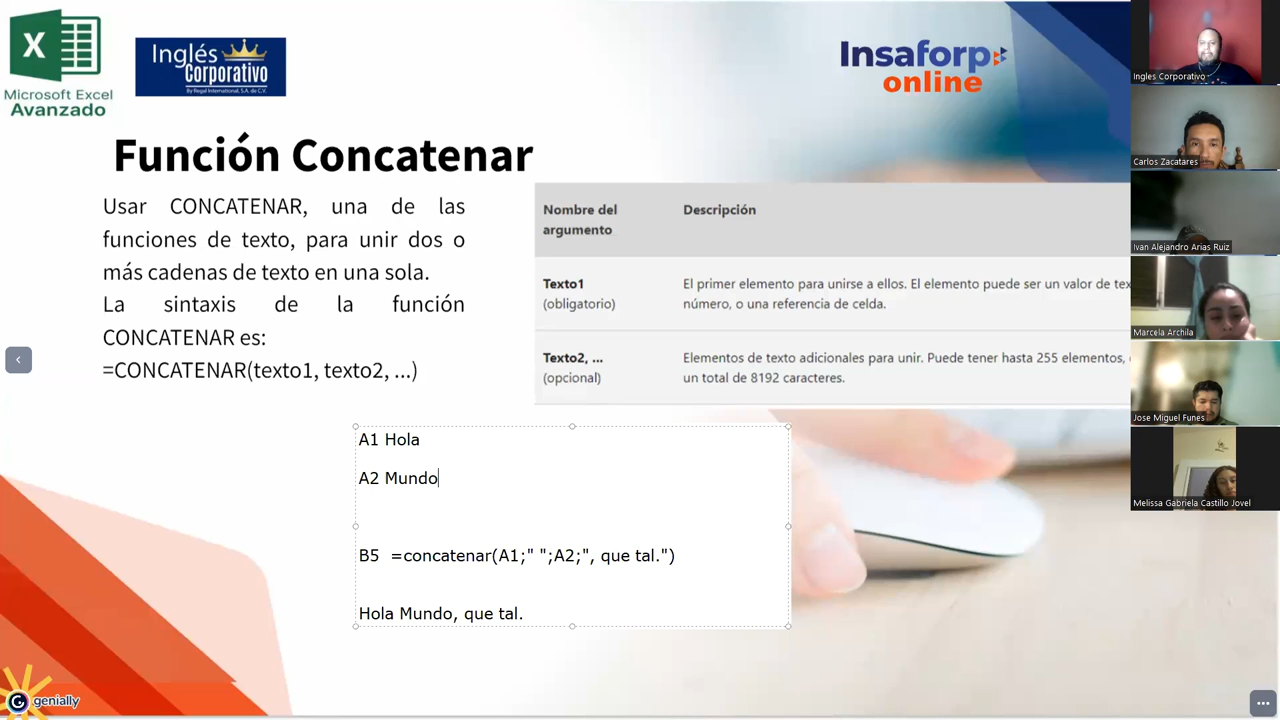 X
Microsoft Excel
Avanzado
Inglés
Corporativo
By Regal International, S.A. de C.V.
Insaforp
online
Función Concatenar
Usar CONCATENAR, una de las
funciones de texto, para unir dos o
más cadenas de texto en una sola.
La sintaxis de la función
CONCATENAR es:
=CONCATENAR(texto1, texto2, ...)
Nombre del
argumento
Descripción
Texto1
(obligatorio)
El primer elemento para unirse a ellos. El elemento puede ser un valor de tex
número, o una referencia de celda.
Texto2, ...
(opcional)
Elementos de texto adicionales para unir. Puede tener hasta 255 elementos,
un total de 8192 caracteres.
A1 Hola
A2 Mundo
B5 =concatenar(A1;" ";A2;", que tal.")
Hola Mundo, que tal.
Ingles Corporativo
Carlos Zacatares
Ivan Alejandro Arias Ruiz
Marcela Archila
Jose Miguel Funes
Melissa Gabriela Castillo Jovel
genially